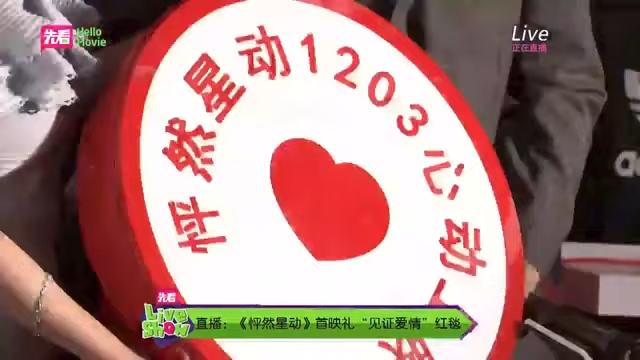 先看
Hello
Movie
Live
正在直播
怦然星动1203心动
先看
Live
Show
直播：《怦然星动》首映礼“见证爱情”红毯